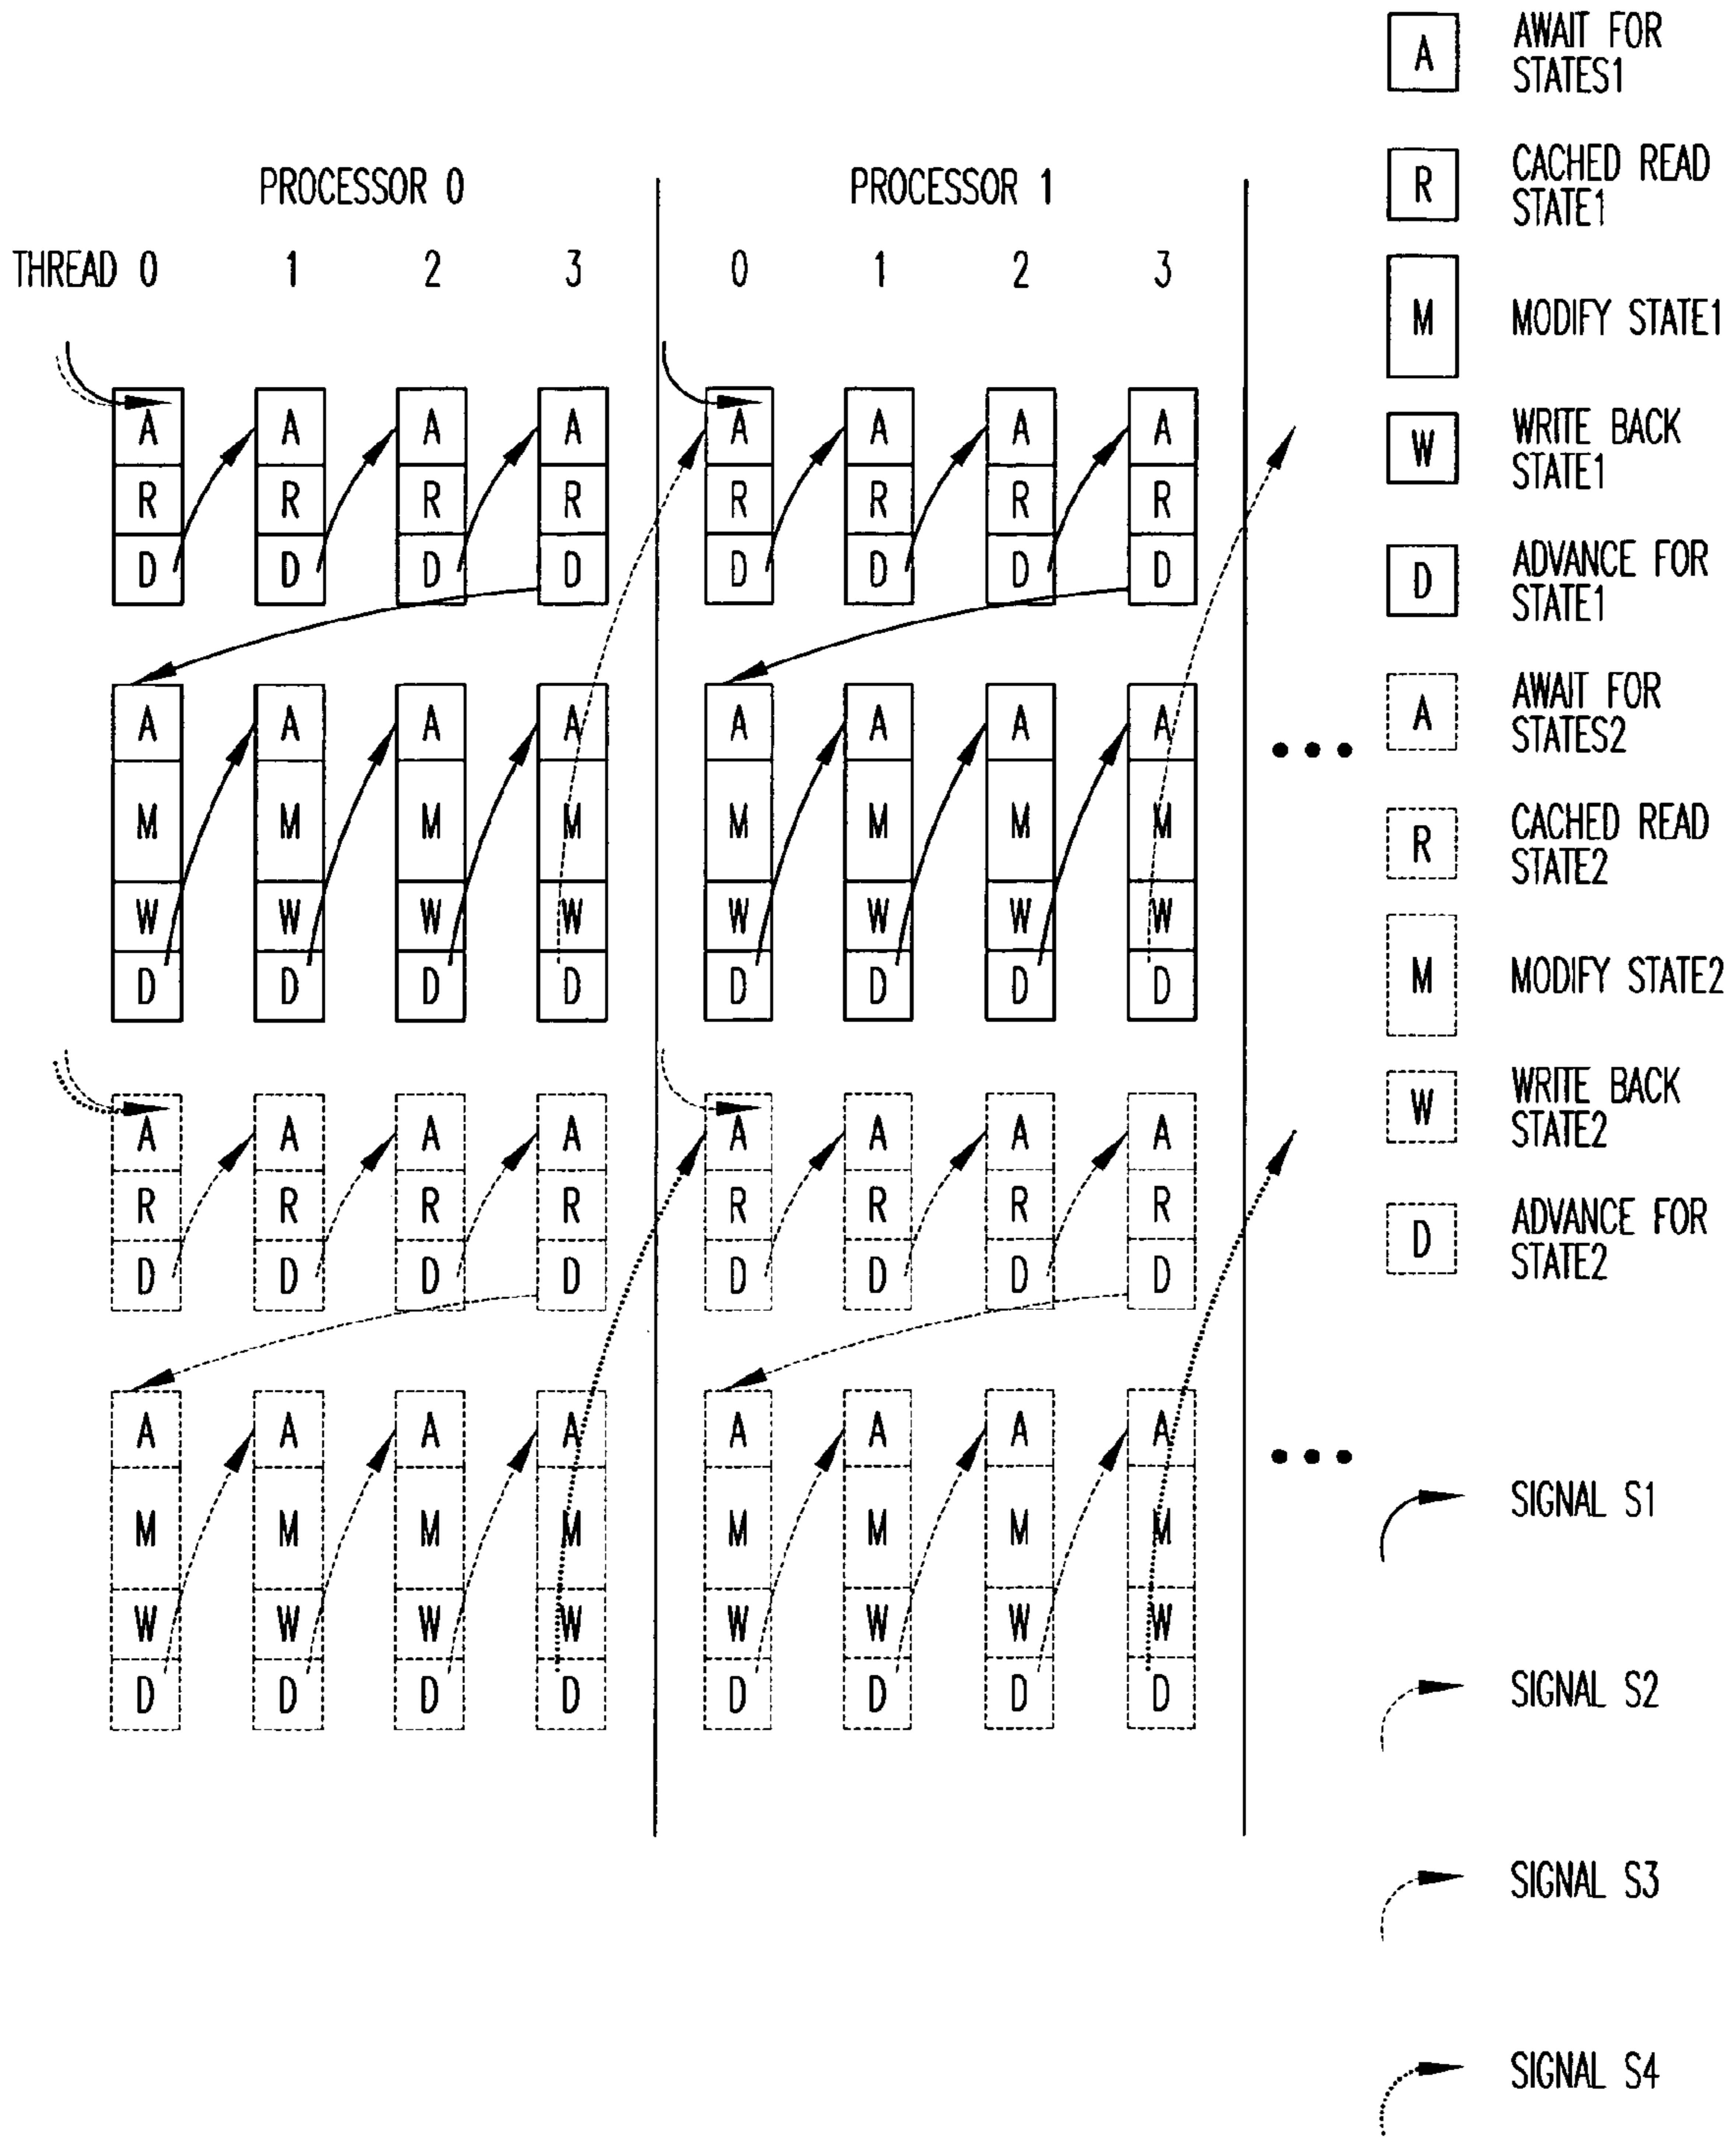 PROCESSOR 0
PROCESSOR 1
THREAD 0 1 2 3 0 1 2 3
A A A A A A A A
R R R R R R R R
D D D D D D D D
A A A A A A A A
M M M M M M M M
W W W W W W W W
D D D D D D D D
A A A A A A A A
R R R R R R R R
D D D D D D D D
A A A A A A A A
M M M M M M M M
W W W W W W W W
D D D D D D D D
A AWAIT FOR
STATES1
R CACHED READ
STATE1
M MODIFY STATE1
W WRITE BACK
STATE1
D ADVANCE FOR
STATE1
A AWAIT FOR
STATES2
R CACHED READ
STATE2
M MODIFY STATE2
W WRITE BACK
STATE2
D ADVANCE FOR
STATE2
SIGNAL S1
SIGNAL S2
SIGNAL S3
SIGNAL S4